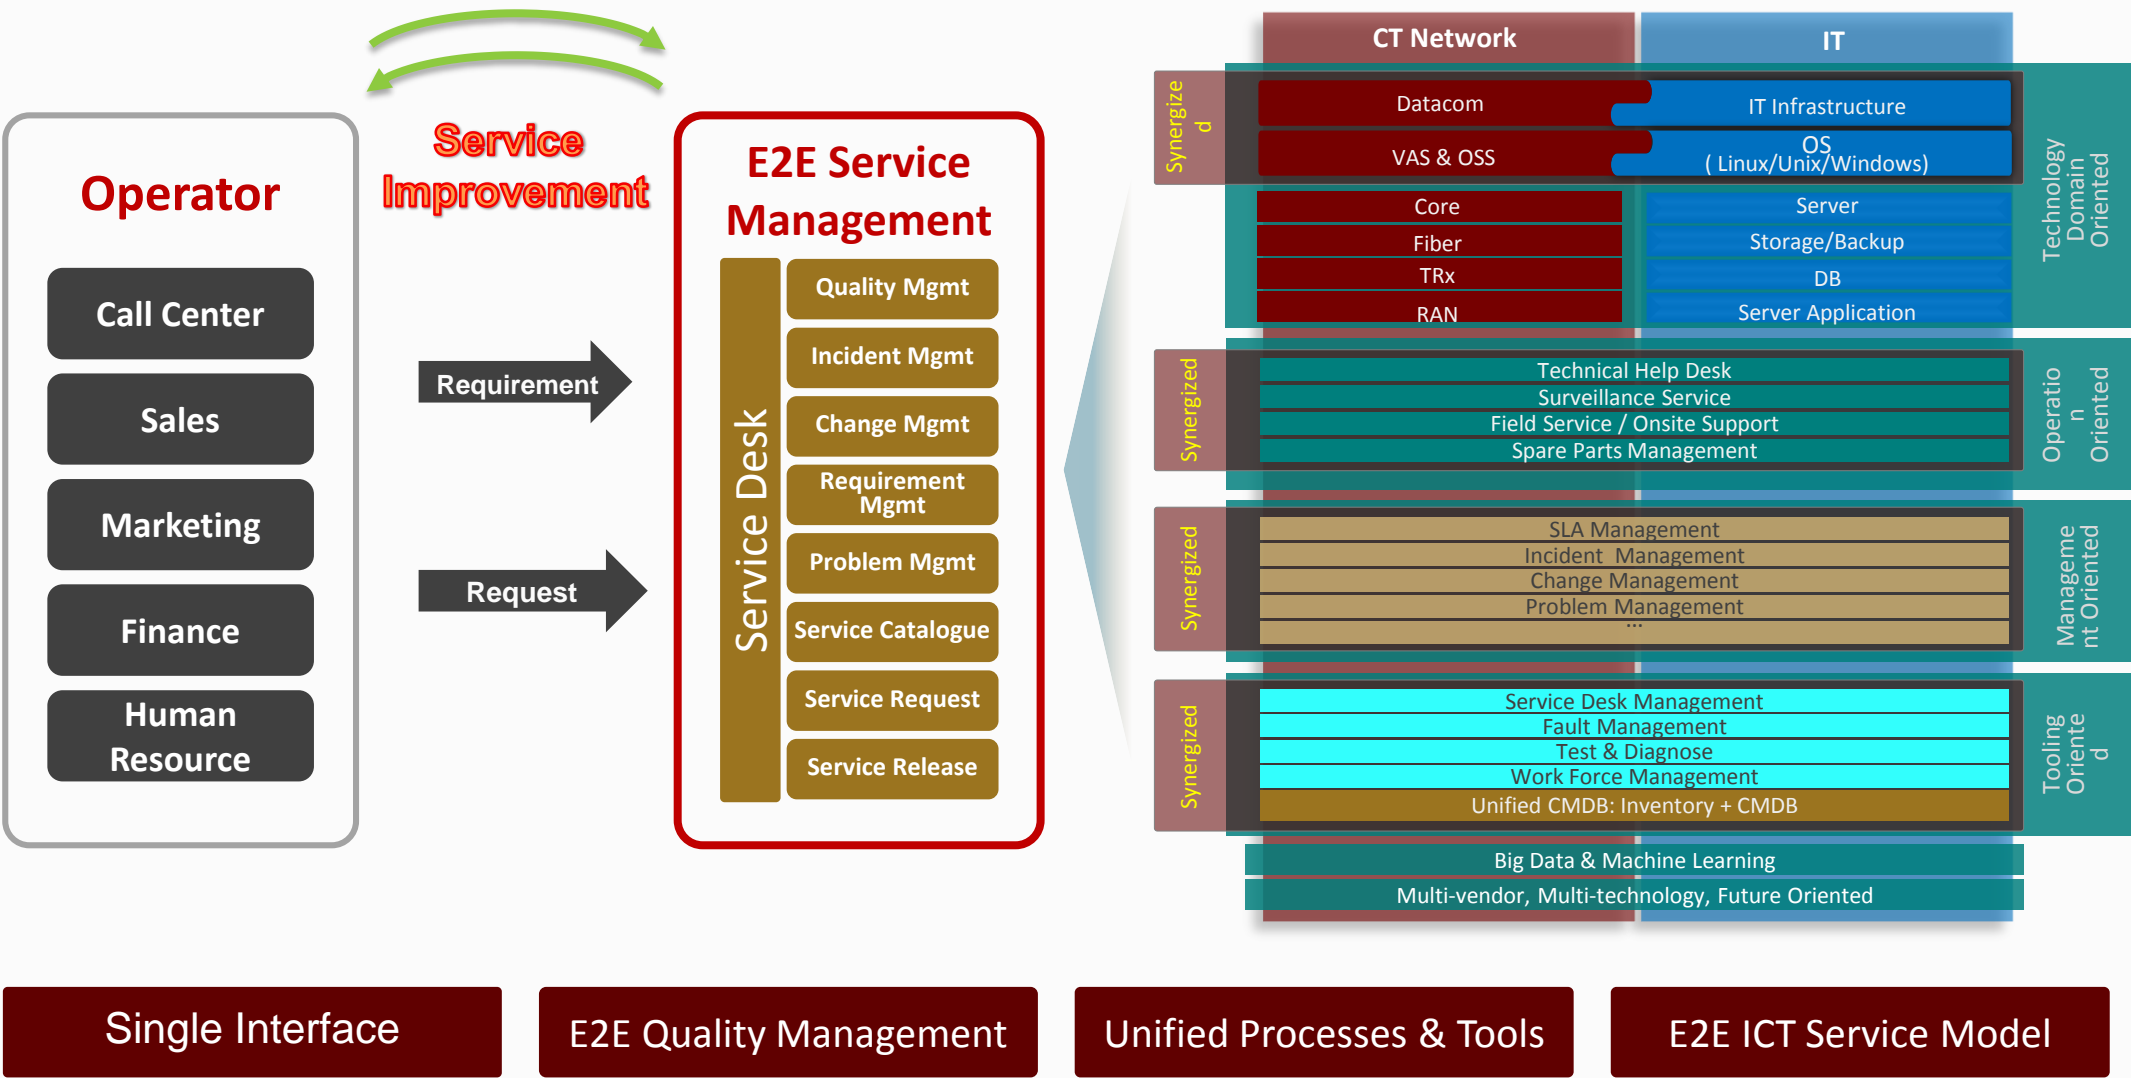 Service
Improvement
Operator
Call Center
Sales
Marketing
Finance
Human
Resource
Requirement
Request
E2E Service
Management
Service Desk
Quality Mgmt
Incident Mgmt
Change Mgmt
Requirement
Mgmt
Problem Mgmt
Service Catalogue
Service Request
Service Release
CT Network
IT
Synergize
d
Datacom
IT Infrastructure
VAS & OSS
OS
( Linux/Unix/Windows)
Core
Server
Fiber
Storage/Backup
TRx
DB
RAN
Server Application
Technology
Domain
Oriented
Synergized
Technical Help Desk
Surveillance Service
Field Service / Onsite Support
Spare Parts Management
Operatio
n
Oriented
Synergized
SLA Management
Incident  Management
Change Management
Problem Management
...
Manageme
nt Oriented
Synergized
Service Desk Management
Fault Management
Test & Diagnose
Work Force Management
Unified CMDB: Inventory + CMDB
Tooling
Oriente
d
Big Data & Machine Learning
Multi-vendor, Multi-technology, Future Oriented
Single Interface
E2E Quality Management
Unified Processes & Tools
E2E ICT Service Model